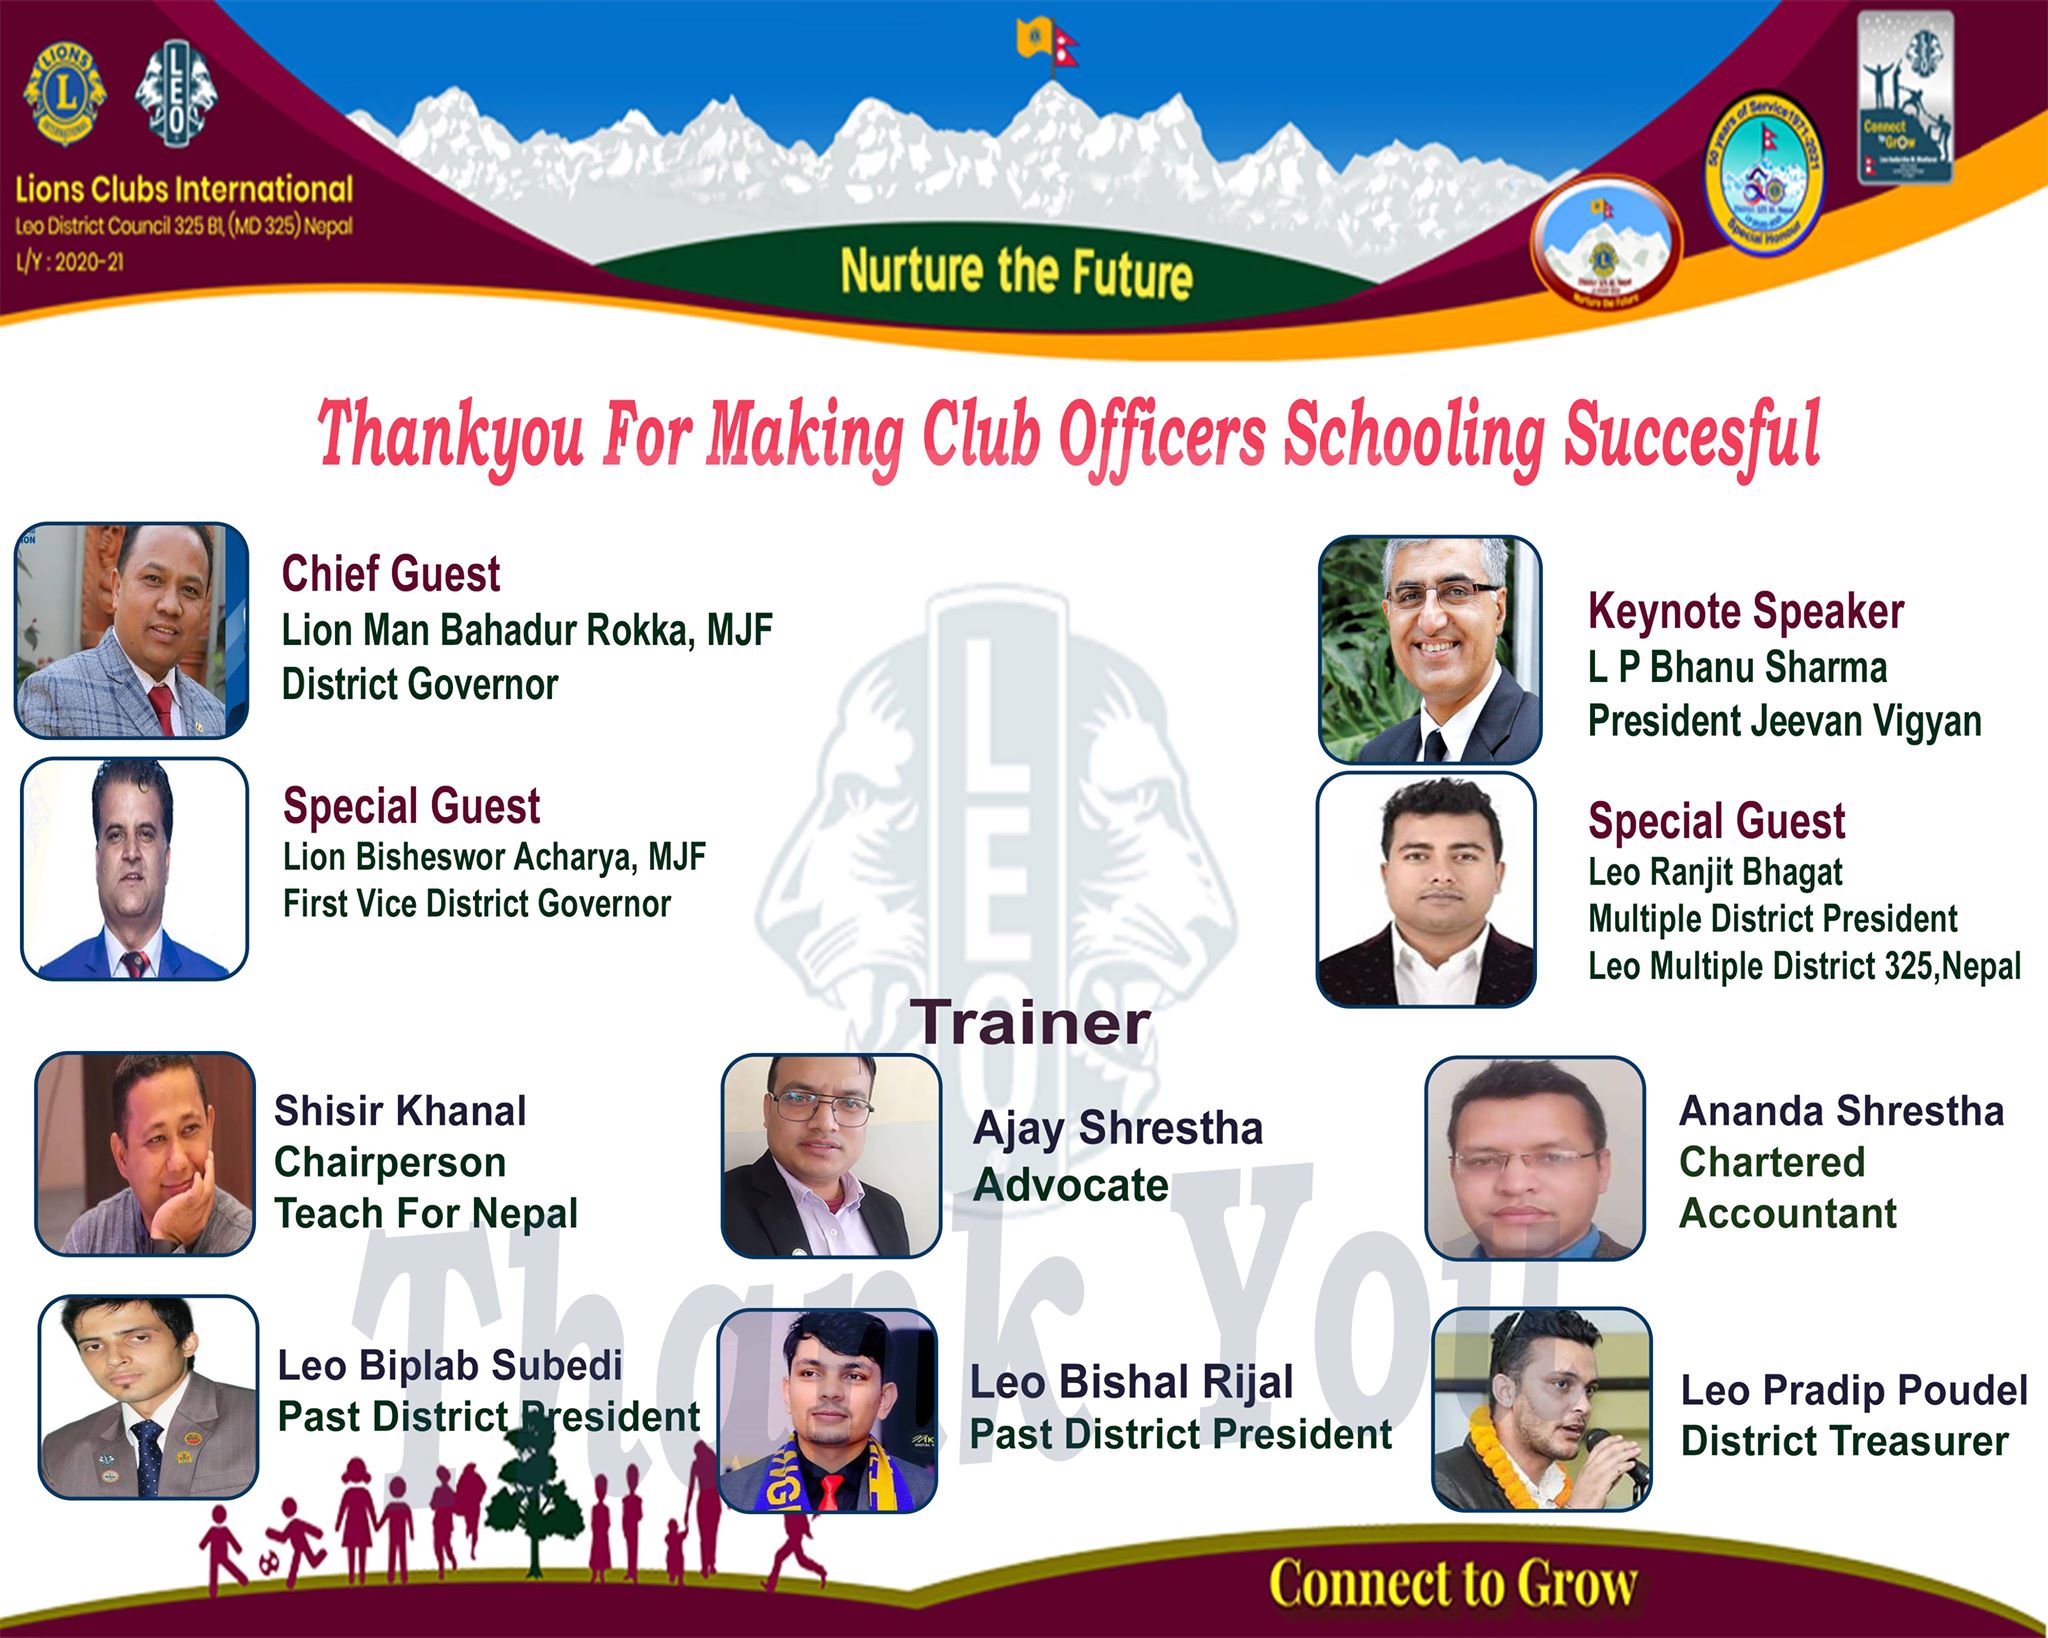 LIONS
L
INTERNATIONAL
LEO
Lions Clubs International
Leo District Council 325 B1, (MD 325) Nepal
L/Y : 2020-21
Nurture the Future
Nurture the Future
50 years of Service 1971-2021
Special Honour
Connect
to Grow
Thankyou For Making Club Officers Schooling Succesful
Chief Guest
Lion Man Bahadur Rokka, MJF
District Governor
Keynote Speaker
L P Bhanu Sharma
President Jeevan Vigyan
Special Guest
Lion Bisheswor Acharya, MJF
First Vice District Governor
Special Guest
Leo Ranjit Bhagat
Multiple District President
Leo Multiple District 325,Nepal
LEO
Trainer
Shisir Khanal
Chairperson
Teach For Nepal
Ajay Shrestha
Advocate
Ananda Shrestha
Chartered
Accountant
Thank You
Leo Biplab Subedi
Past District President
Leo Bishal Rijal
Past District President
Leo Pradip Poudel
District Treasurer
Connect to Grow